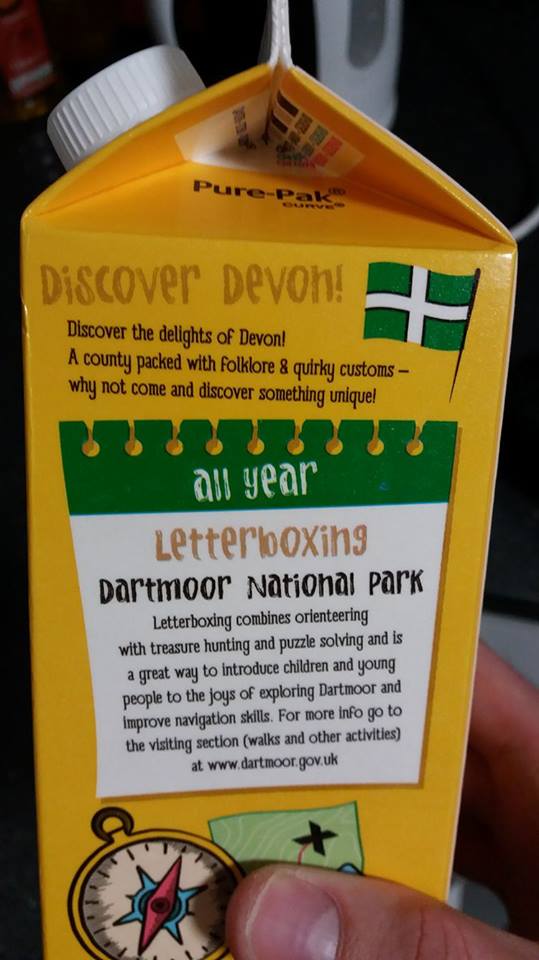 Pure-Pak®
CURVE®
Discover Devon!
Discover the delights of Devon!
A county packed with folklore & quirky customs –
why not come and discover something unique!
all year
Letterboxing
Dartmoor National Park
Letterboxing combines orienteering
with treasure hunting and puzzle solving and is
a great way to introduce children and young
people to the joys of exploring Dartmoor and
improve navigation skills. For more info go to
the visiting section (walks and other activities)
at www.dartmoor.gov.uk